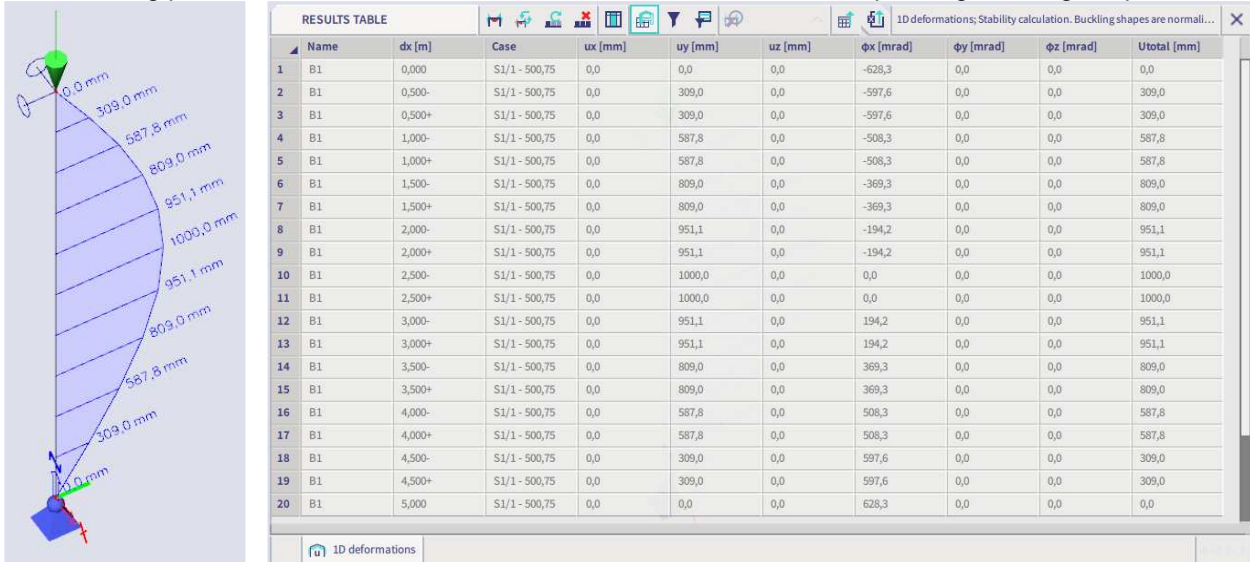 0,0 mm
309,0 mm
587,8 mm
809,0 mm
951,1 mm
1000,0 mm
951,1 mm
809,0 mm
587,8 mm
309,0 mm
0,0 mm
RESULTS TABLE 1D deformations; Stability calculation. Buckling shapes are normali...
Name dx [m] Case ux [mm] uy [mm] uz [mm] φx [mrad] φy [mrad] φz [mrad] Utotal [mm]
1 B1 0,000 S1/1 - 500,75 0,0 0,0 0,0 -628,3 0,0 0,0 0,0
2 B1 0,500- S1/1 - 500,75 0,0 309,0 0,0 -597,6 0,0 0,0 309,0
3 B1 0,500+ S1/1 - 500,75 0,0 309,0 0,0 -597,6 0,0 0,0 309,0
4 B1 1,000- S1/1 - 500,75 0,0 587,8 0,0 -508,3 0,0 0,0 587,8
5 B1 1,000+ S1/1 - 500,75 0,0 587,8 0,0 -508,3 0,0 0,0 587,8
6 B1 1,500- S1/1 - 500,75 0,0 809,0 0,0 -369,3 0,0 0,0 809,0
7 B1 1,500+ S1/1 - 500,75 0,0 809,0 0,0 -369,3 0,0 0,0 809,0
8 B1 2,000- S1/1 - 500,75 0,0 951,1 0,0 -194,2 0,0 0,0 951,1
9 B1 2,000+ S1/1 - 500,75 0,0 951,1 0,0 -194,2 0,0 0,0 951,1
10 B1 2,500- S1/1 - 500,75 0,0 1000,0 0,0 0,0 0,0 0,0 1000,0
11 B1 2,500+ S1/1 - 500,75 0,0 1000,0 0,0 0,0 0,0 0,0 1000,0
12 B1 3,000- S1/1 - 500,75 0,0 951,1 0,0 194,2 0,0 0,0 951,1
13 B1 3,000+ S1/1 - 500,75 0,0 951,1 0,0 194,2 0,0 0,0 951,1
14 B1 3,500- S1/1 - 500,75 0,0 809,0 0,0 369,3 0,0 0,0 809,0
15 B1 3,500+ S1/1 - 500,75 0,0 809,0 0,0 369,3 0,0 0,0 809,0
16 B1 4,000- S1/1 - 500,75 0,0 587,8 0,0 508,3 0,0 0,0 587,8
17 B1 4,000+ S1/1 - 500,75 0,0 587,8 0,0 508,3 0,0 0,0 587,8
18 B1 4,500- S1/1 - 500,75 0,0 309,0 0,0 597,6 0,0 0,0 309,0
19 B1 4,500+ S1/1 - 500,75 0,0 309,0 0,0 597,6 0,0 0,0 309,0
20 B1 5,000 S1/1 - 500,75 0,0 0,0 0,0 628,3 0,0 0,0 0,0
1D deformations